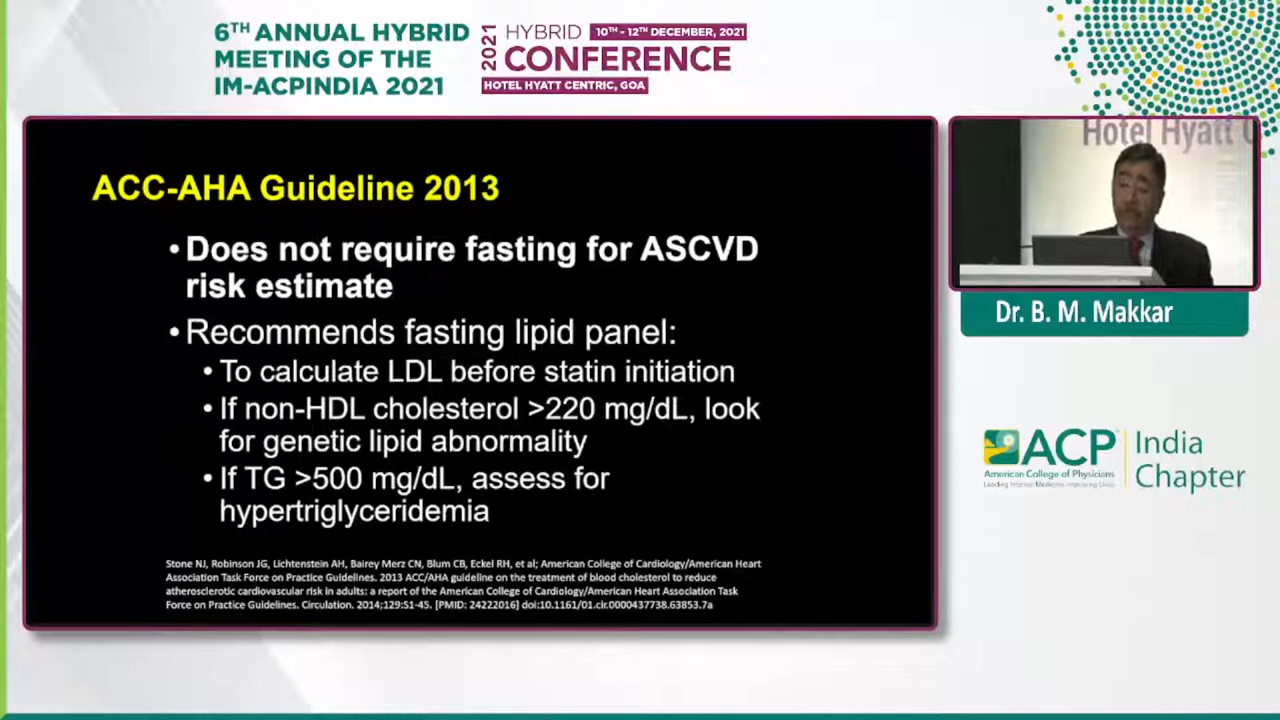 6TH ANNUAL HYBRID
MEETING OF THE
IM-ACPINDIA 2021
2021
HYBRID 10TH - 12TH DECEMBER, 2021
CONFERENCE
HOTEL HYATT CENTRIC, GOA
ACC-AHA Guideline 2013
• Does not require fasting for ASCVD
risk estimate
• Recommends fasting lipid panel:
• To calculate LDL before statin initiation
• If non-HDL cholesterol >220 mg/dL, look
for genetic lipid abnormality
• If TG >500 mg/dL, assess for
hypertriglyceridemia
Stone NJ, Robinson JG, Lichtenstein AH, Bairey Merz CN, Blum CB, Eckel RH, et al; American College of Cardiology/American Heart
Association Task Force on Practice Guidelines. 2013 ACC/AHA guideline on the treatment of blood cholesterol to reduce
atherosclerotic cardiovascular risk in adults: a report of the American College of Cardiology/American Heart Association Task
Force on Practice Guidelines. Circulation. 2014;129:S1-45. [PMID: 24222016] doi:10.1161/01.cir.0000437738.63853.7a
Hotel Hyatt C
Dr. B. M. Makkar
ACP
American College of Physicians
Leading Internal Medicine, Improving Lives
India
Chapter